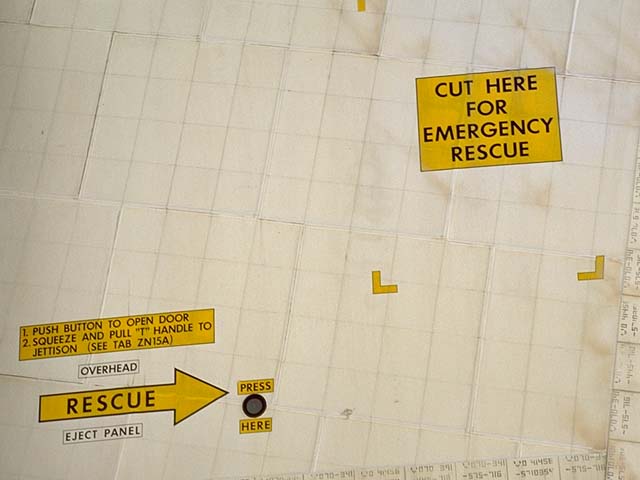 CUT HERE
FOR
EMERGENCY
RESCUE
1. PUSH BUTTON TO OPEN DOOR
2. SQUEEZE AND PULL "T" HANDLE TO
JETTISON (SEE TAB ZN15A)
OVERHEAD
RESCUE
EJECT PANEL
PRESS
HERE